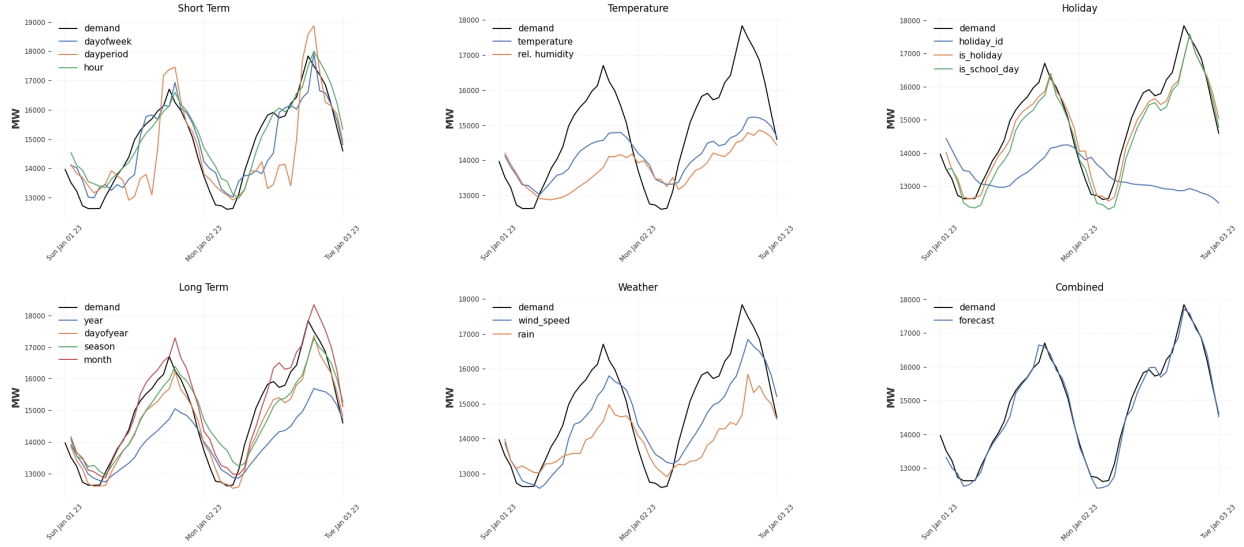 Short Term
MW
19000
18000
17000
16000
15000
14000
13000
demand
dayofweek
dayperiod
hour
Sun Jan 01 23
Mon Jan 02 23
Tue Jan 03 23
Temperature
18000
17000
16000
15000
14000
13000
demand
temperature
rel. humidity
Sun Jan 01 23
Mon Jan 02 23
Tue Jan 03 23
Holiday
MW
18000
17000
16000
15000
14000
13000
demand
holiday_id
is_holiday
is_school_day
Sun Jan 01 23
Mon Jan 02 23
Tue Jan 03 23
Long Term
MW
18000
17000
16000
15000
14000
13000
demand
year
dayofyear
season
month
Sun Jan 01 23
Mon Jan 02 23
Tue Jan 03 23
Weather
18000
17000
16000
15000
14000
13000
demand
wind_speed
rain
Sun Jan 01 23
Mon Jan 02 23
Tue Jan 03 23
Combined
MW
18000
17000
16000
15000
14000
13000
demand
forecast
Sun Jan 01 23
Mon Jan 02 23
Tue Jan 03 23